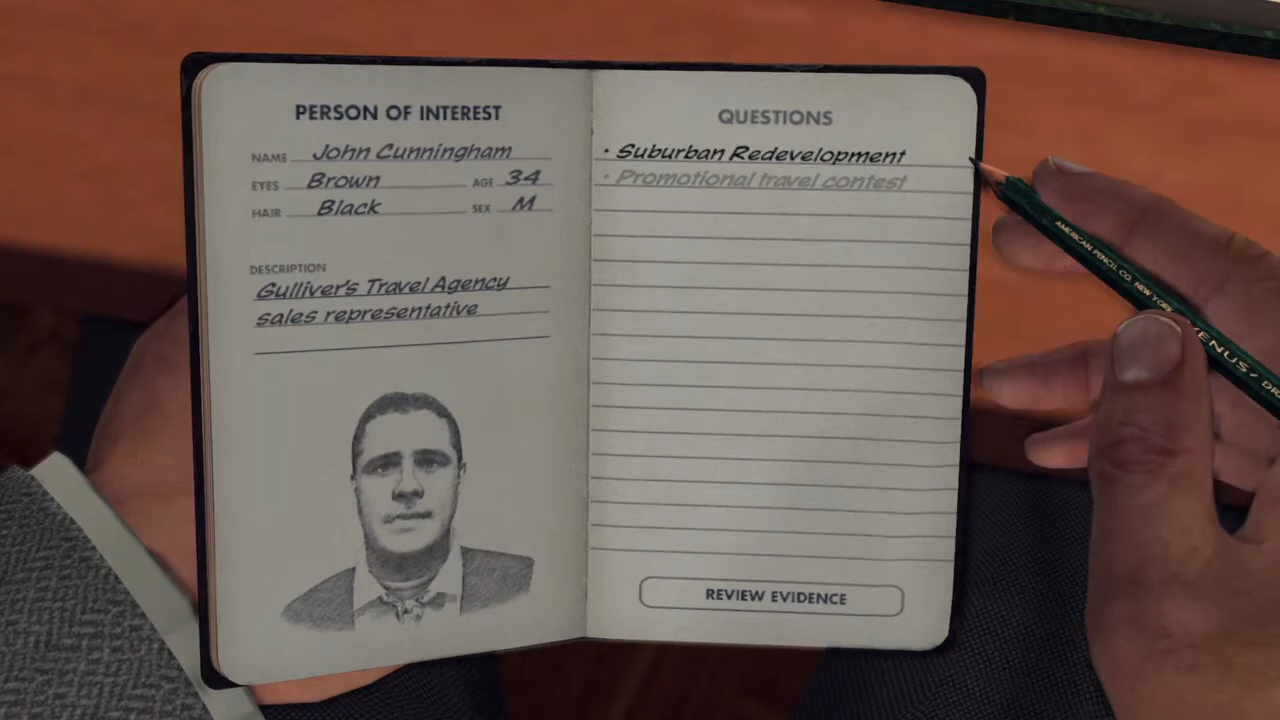 PERSON OF INTEREST
NAME John Cunningham
EYES Brown AGE 34
HAIR Black SEX M
DESCRIPTION
Gulliver's Travel Agency
sales representative
QUESTIONS
• Suburban Redevelopment
• Promotional travel contest
REVIEW EVIDENCE
AMERICAN PENCIL CO. NEW YORK
VENUS